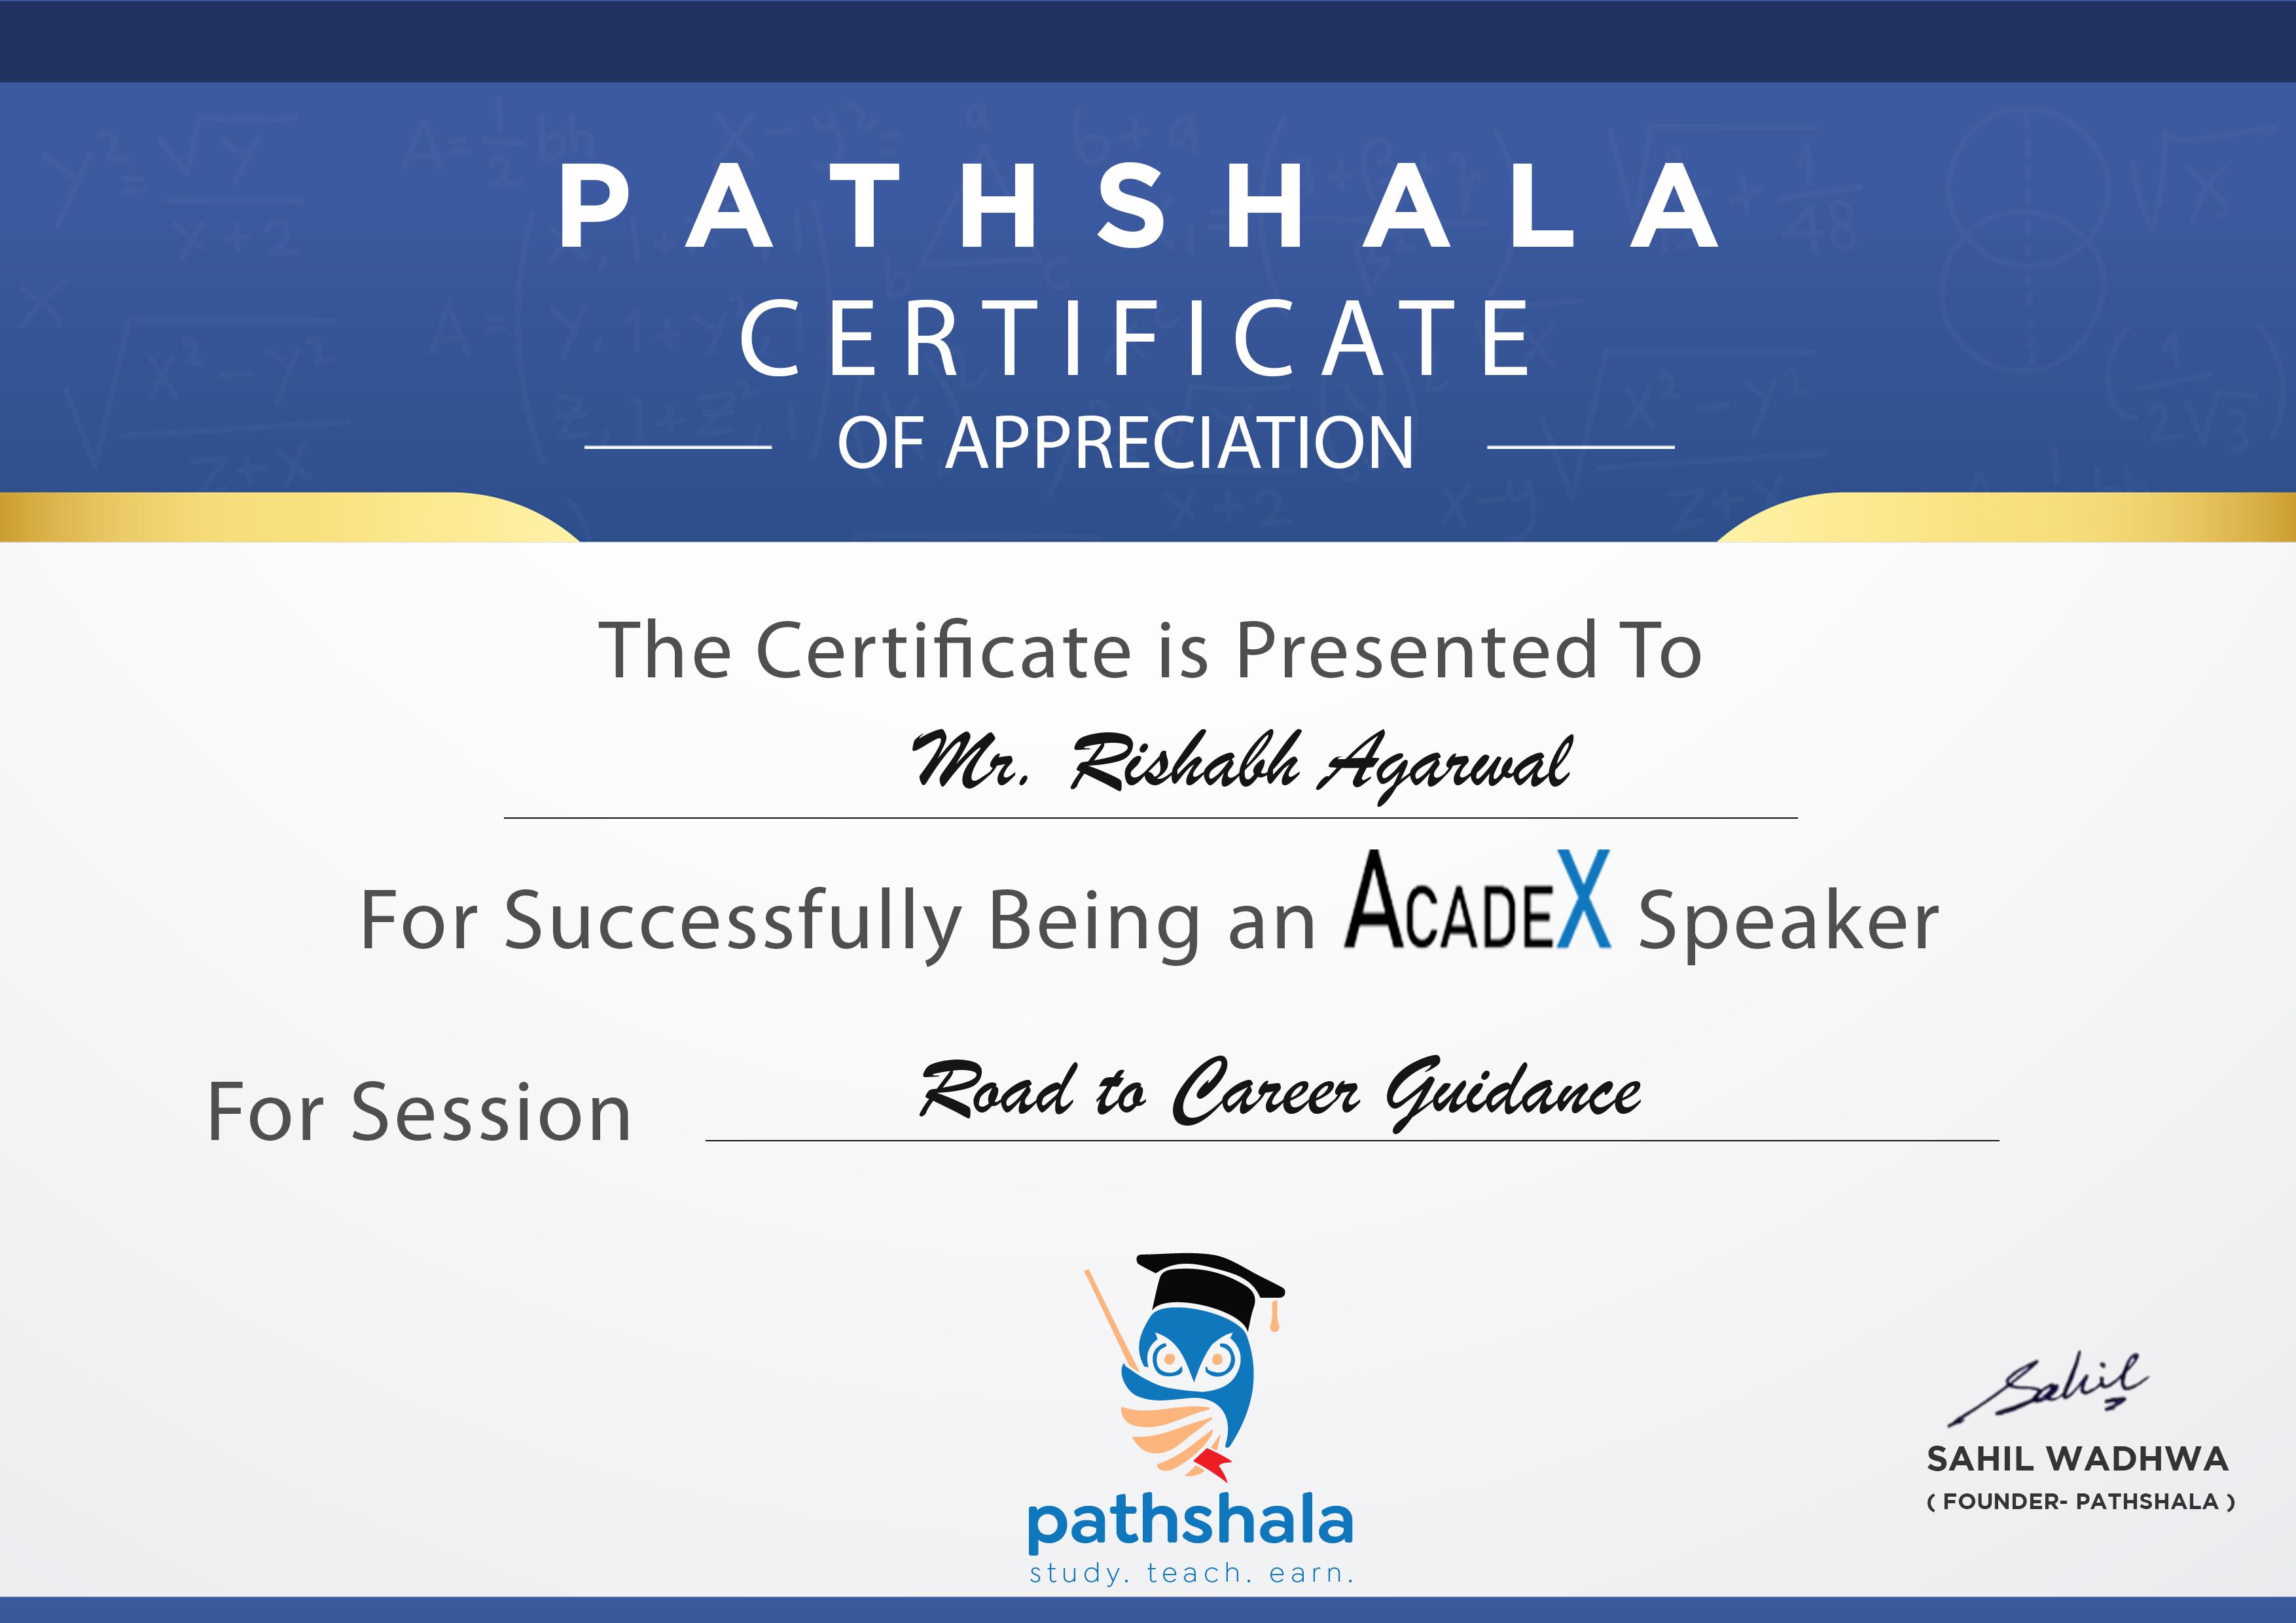 PATHSHALA
CERTIFICATE
OF APPRECIATION
The Certificate is Presented To
Mr. Rishabh Agarwal
For Successfully Being an ACADEX Speaker
For Session Road to Career Guidance
pathshala
study. teach. earn.
Sahil
SAHIL WADHWA
( FOUNDER- PATHSHALA )